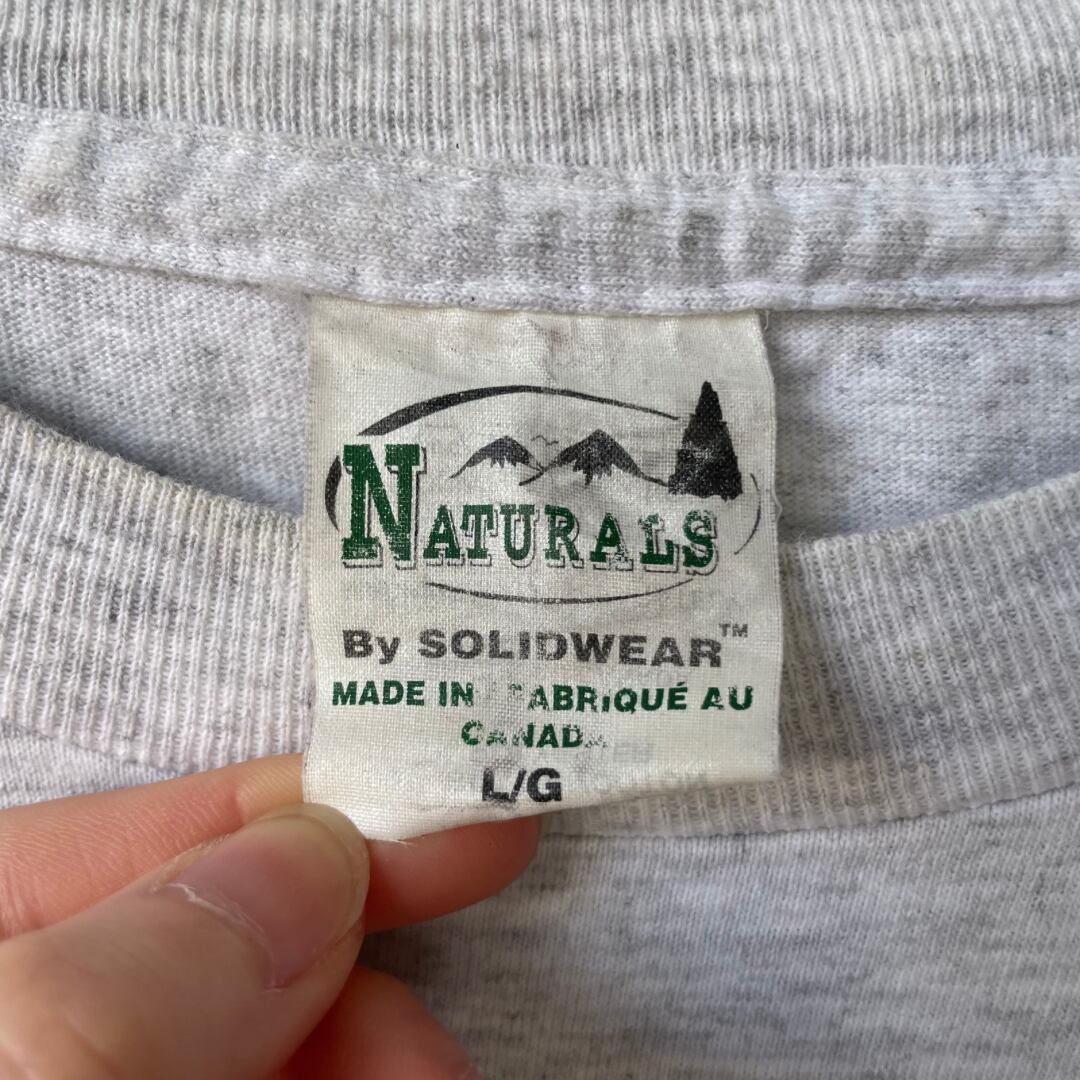 NATURALS
By SOLIDWEAR™
MADE IN FABRIQUÉ AU
CANADA
L/G